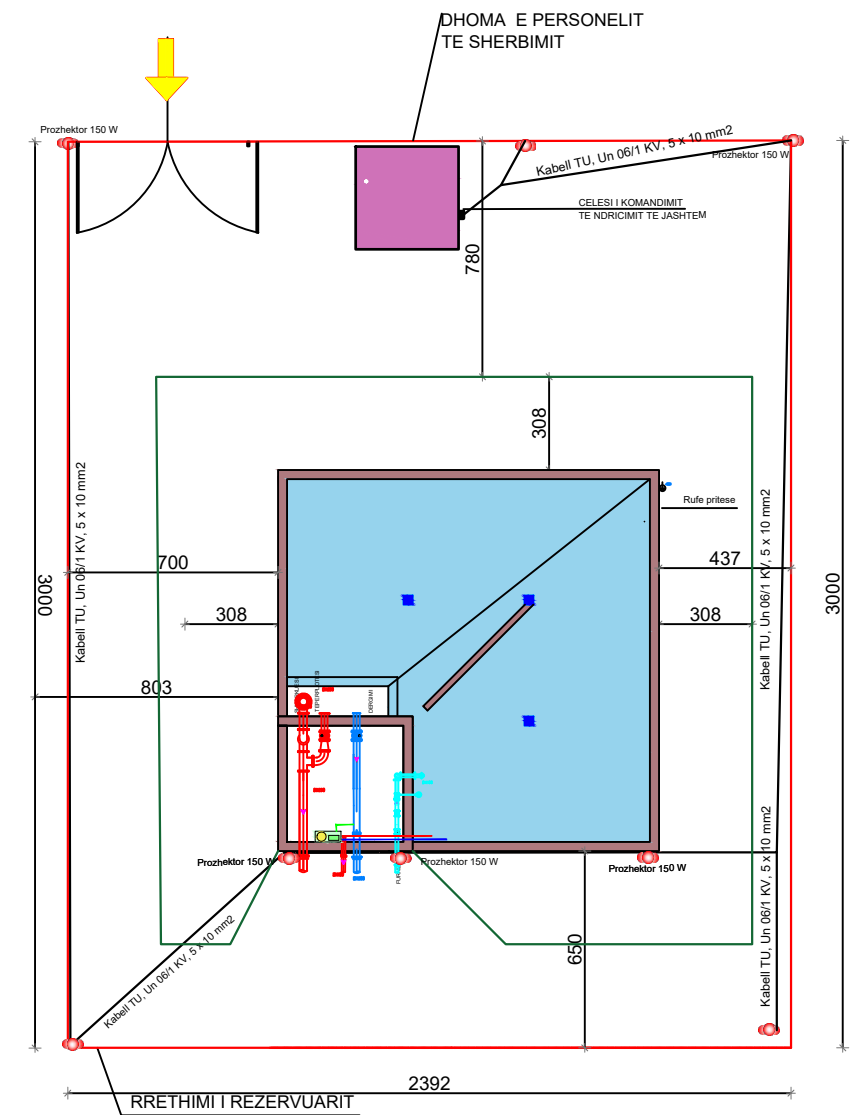 DHOMA E PERSONELIT
TE SHERBIMIT
Prozhektor 150 W
Kabell TU, Un 06/1 KV, 5 x 10 mm2
Prozhektor 150 W
CELESI I KOMANDIMIT
TE NDRICIMIT TE JASHTEM
780
308
Kabell TU, Un 06/1 KV, 5 x 10 mm2
Rufe pritese
Kabell TU, Un 06/1 KV, 5 x 10 mm2
700
437
3000
3000
308
308
803
TEPERPLOTESI
DERGIMI
Prozhektor 150 W
Prozhektor 150 W
Prozhektor 150 W
Kabell TU, Un 06/1 KV, 5 x 10 mm2
Kabell TU, Un 06/1 KV, 5 x 10 mm2
650
2392
RRETHIMI I REZERVUARIT